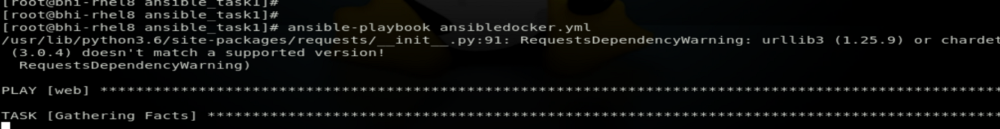 [root@bhi-rhel8 ansible_task1]#
[root@bhi-rhel8 ansible_task1]#
[root@bhi-rhel8 ansible_task1]# ansible-playbook ansibledocker.yml
/usr/lib/python3.6/site-packages/requests/__init__.py:91: RequestsDependencyWarning: urllib3 (1.25.9) or chardet
 (3.0.4) doesn't match a supported version!
  RequestsDependencyWarning)
PLAY [web] **********************************************************************************************
TASK [Gathering Facts] **********************************************************************************